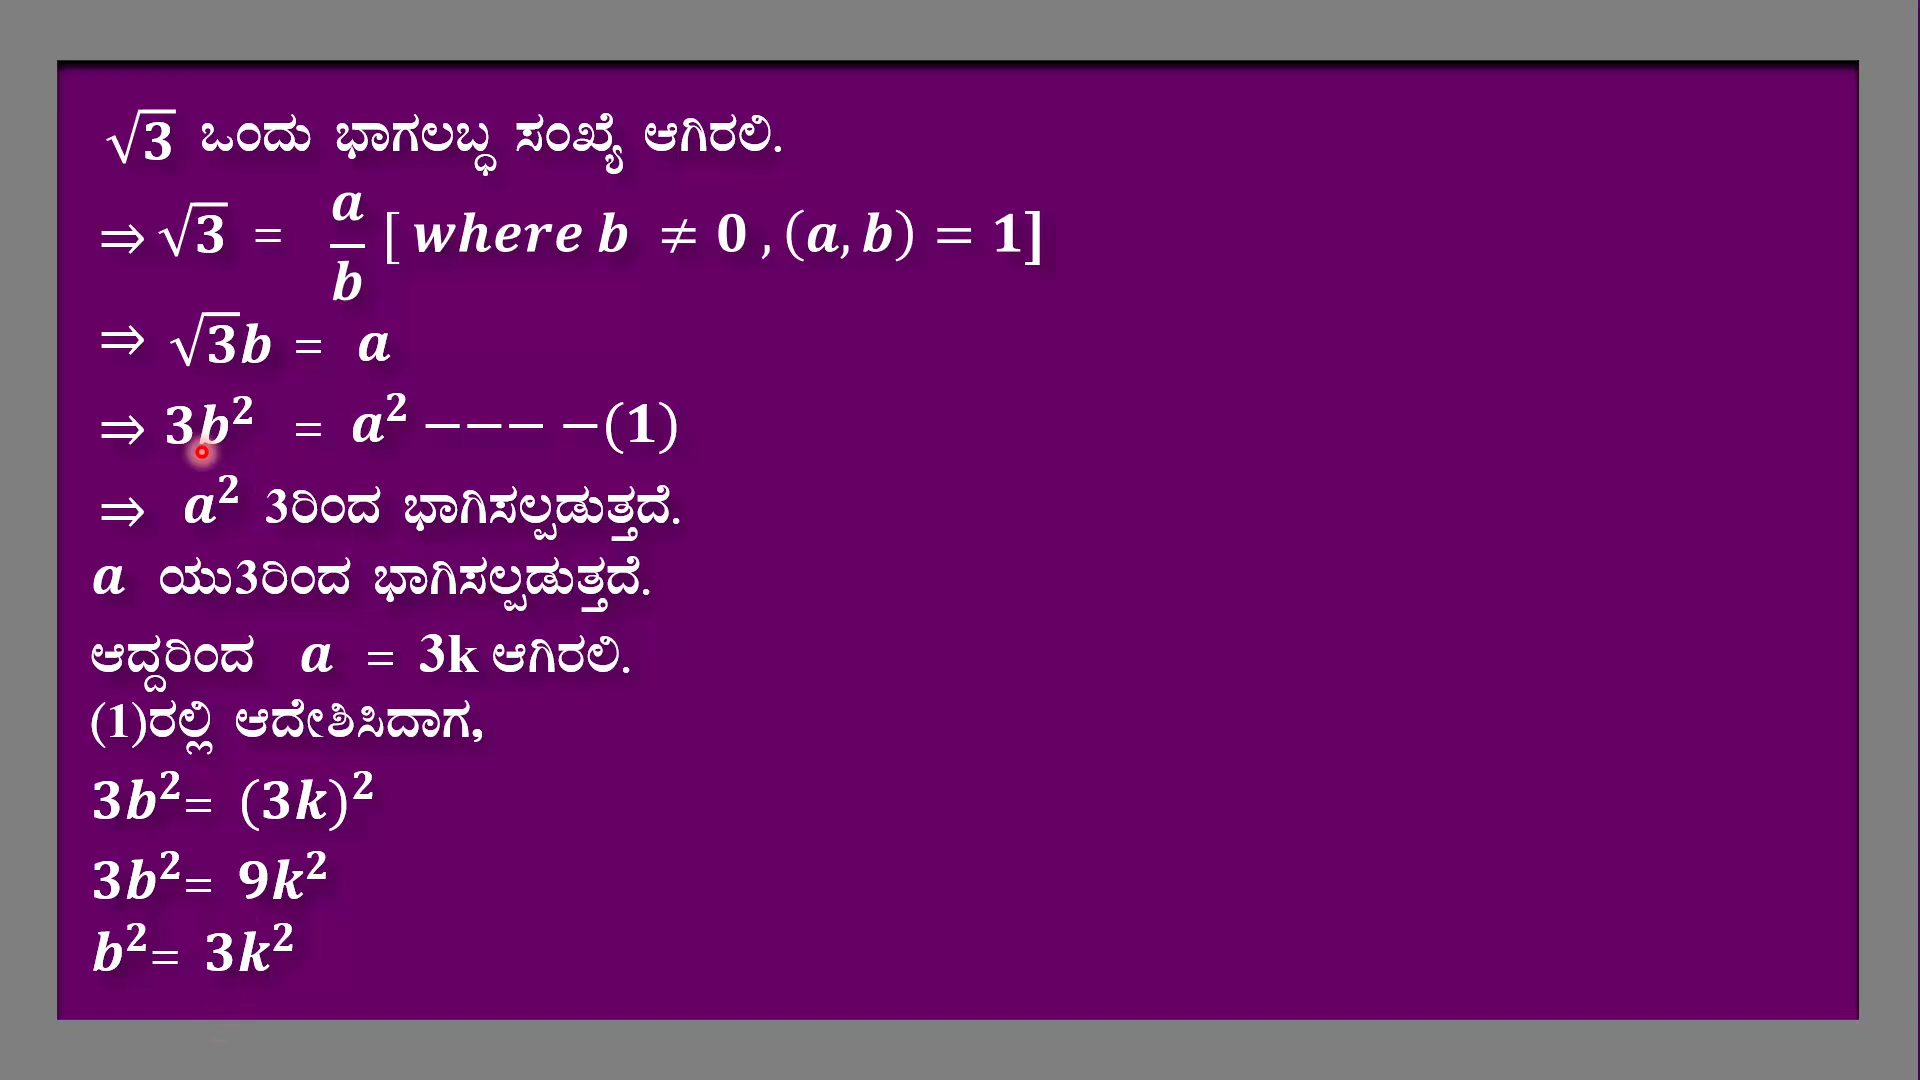 √3 ಒಂದು ಭಾಗಲಬ್ಧ ಸಂಖ್ಯೆ ಆಗಿರಲಿ.
⇒ √3 = a/b [ where b ≠ 0 , (a, b) = 1]
⇒ √3b = a
⇒ 3b² = a² −−− −(1)
⇒ a² 3ರಿಂದ ಭಾಗಿಸಲ್ಪಡುತ್ತದೆ.
a ಯು3ರಿಂದ ಭಾಗಿಸಲ್ಪಡುತ್ತದೆ.
ಆದ್ದರಿಂದ a = 3k ಆಗಿರಲಿ.
(1)ರಲ್ಲಿ ಆದೇಶಿಸಿದಾಗ,
3b²= (3k)²
3b²= 9k²
b²= 3k²